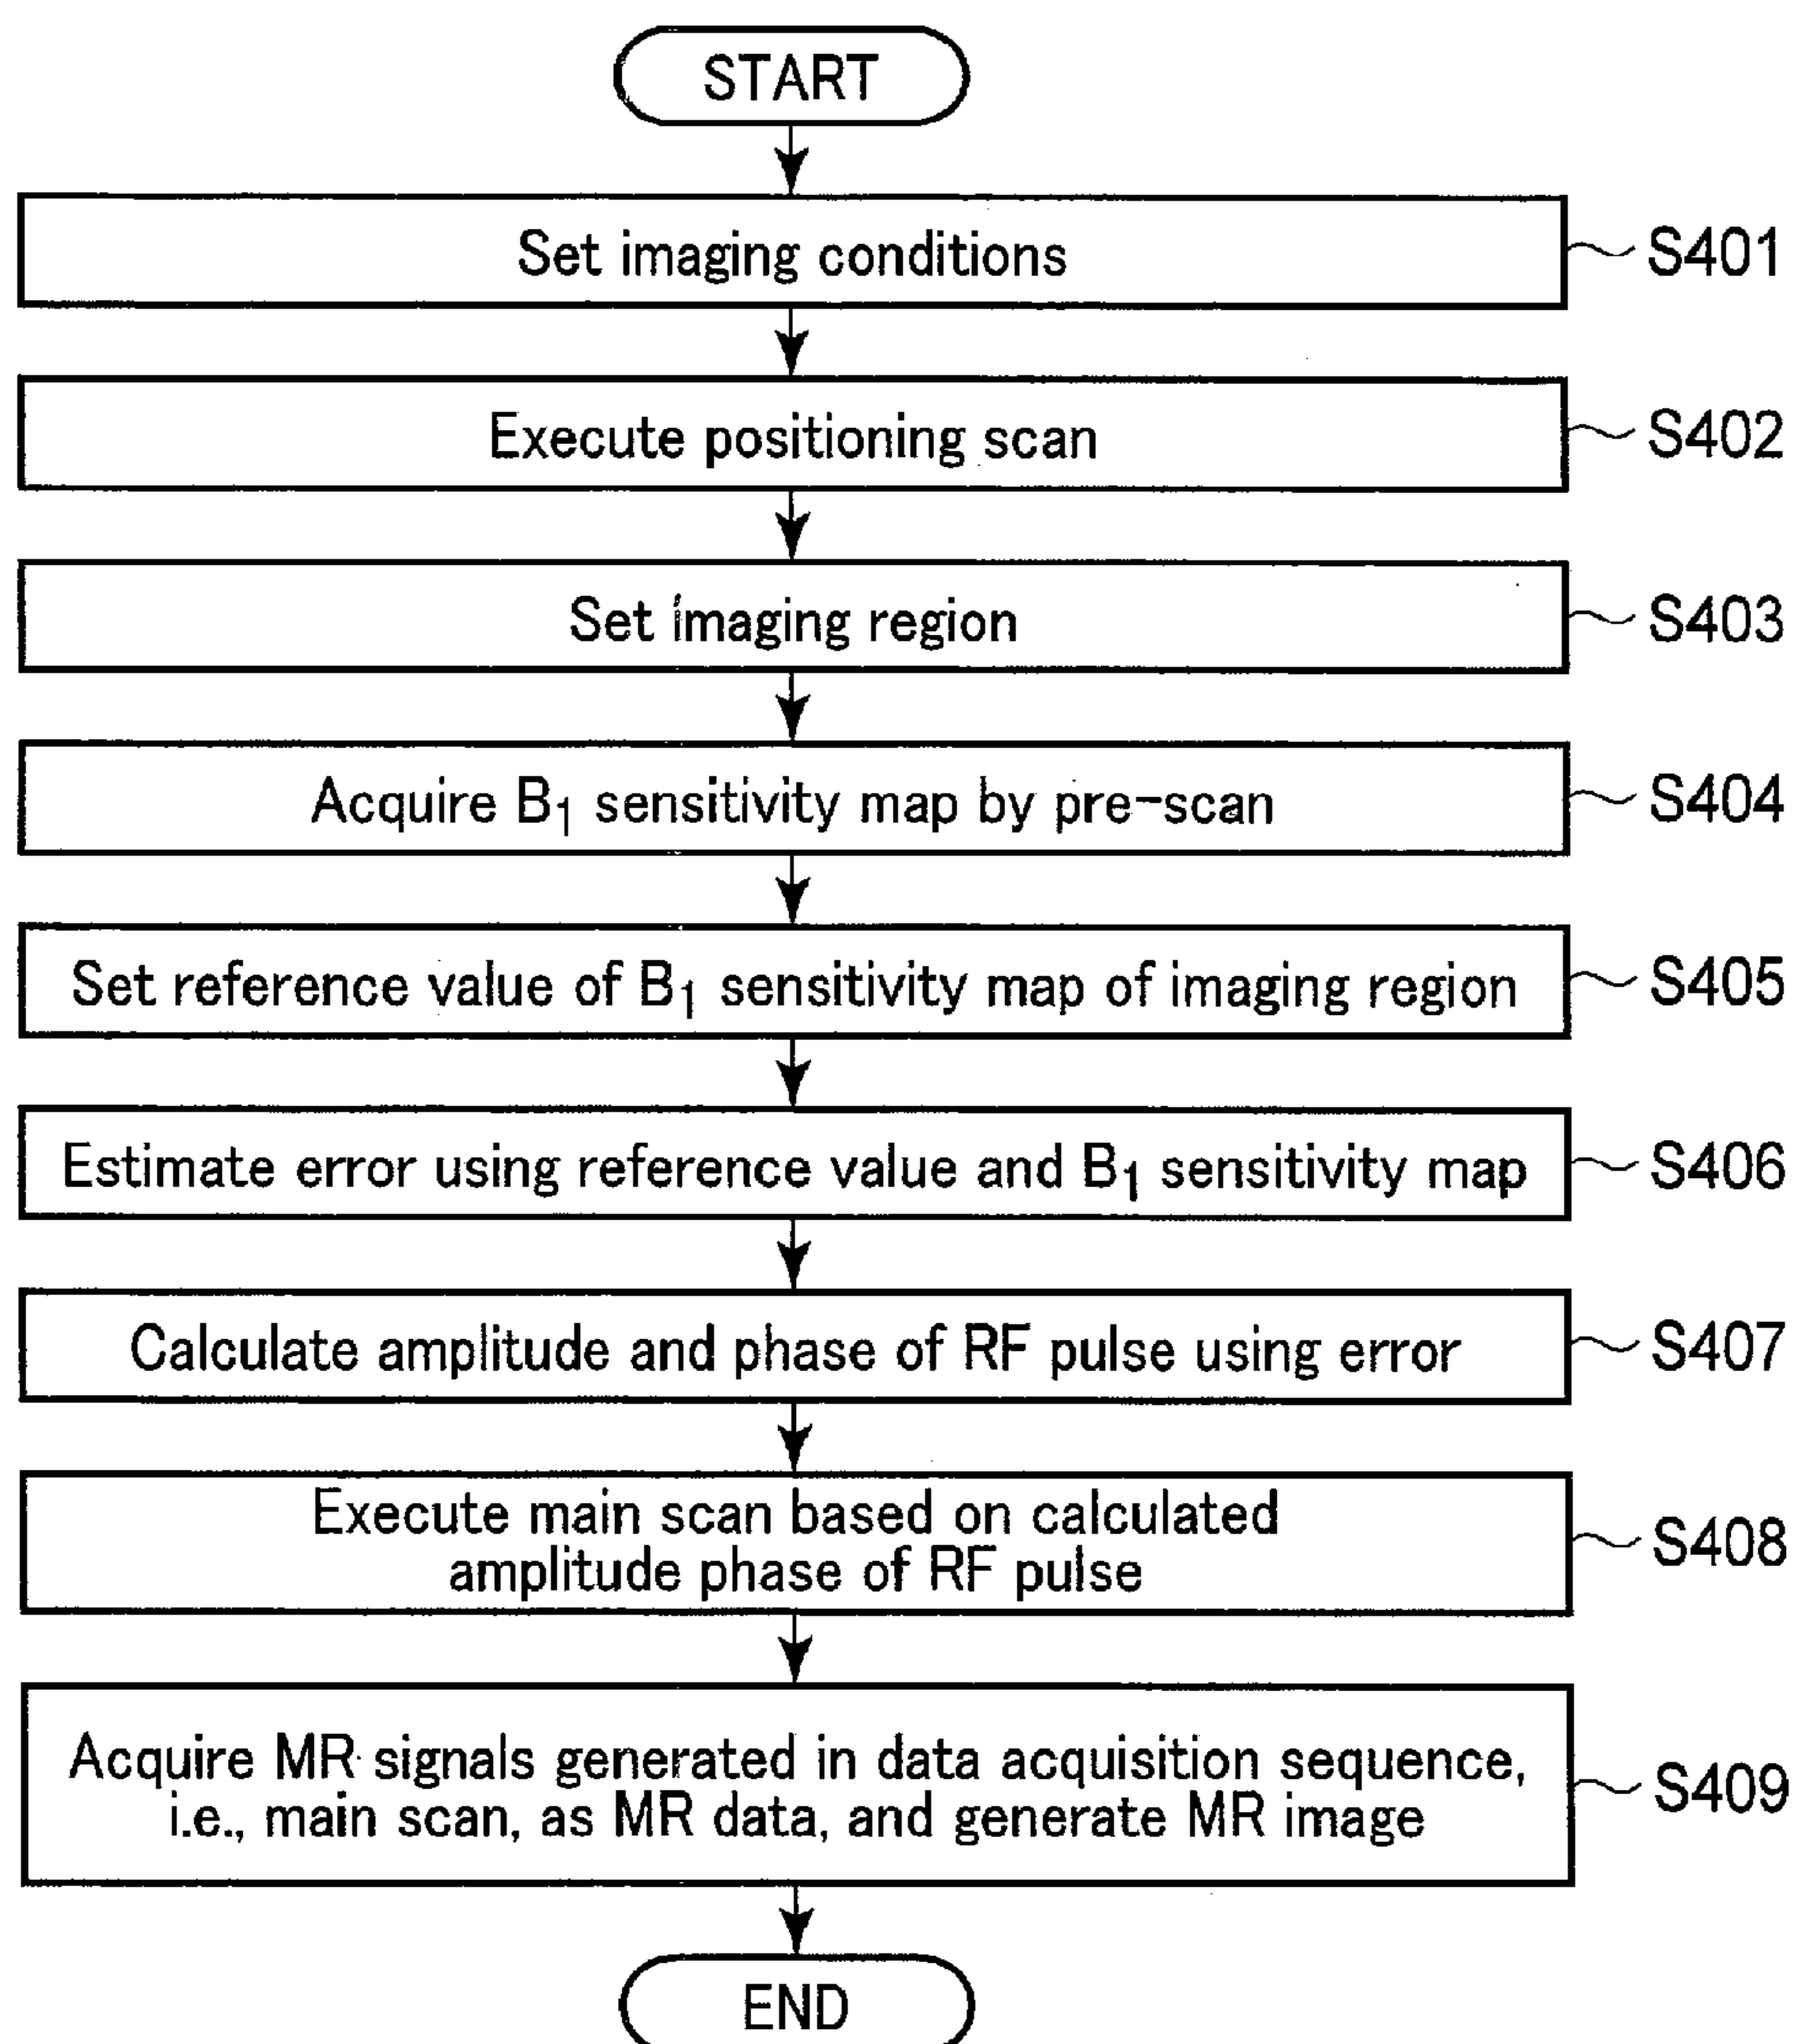 START
Set imaging conditions
S401
Execute positioning scan
S402
Set imaging region
S403
Acquire B1 sensitivity map by pre-scan
S404
Set reference value of B1 sensitivity map of imaging region
S405
Estimate error using reference value and B1 sensitivity map
S406
Calculate amplitude and phase of RF pulse using error
S407
Execute main scan based on calculated
amplitude phase of RF pulse
S408
Acquire MR signals generated in data acquisition sequence,
i.e., main scan, as MR data, and generate MR image
S409
END